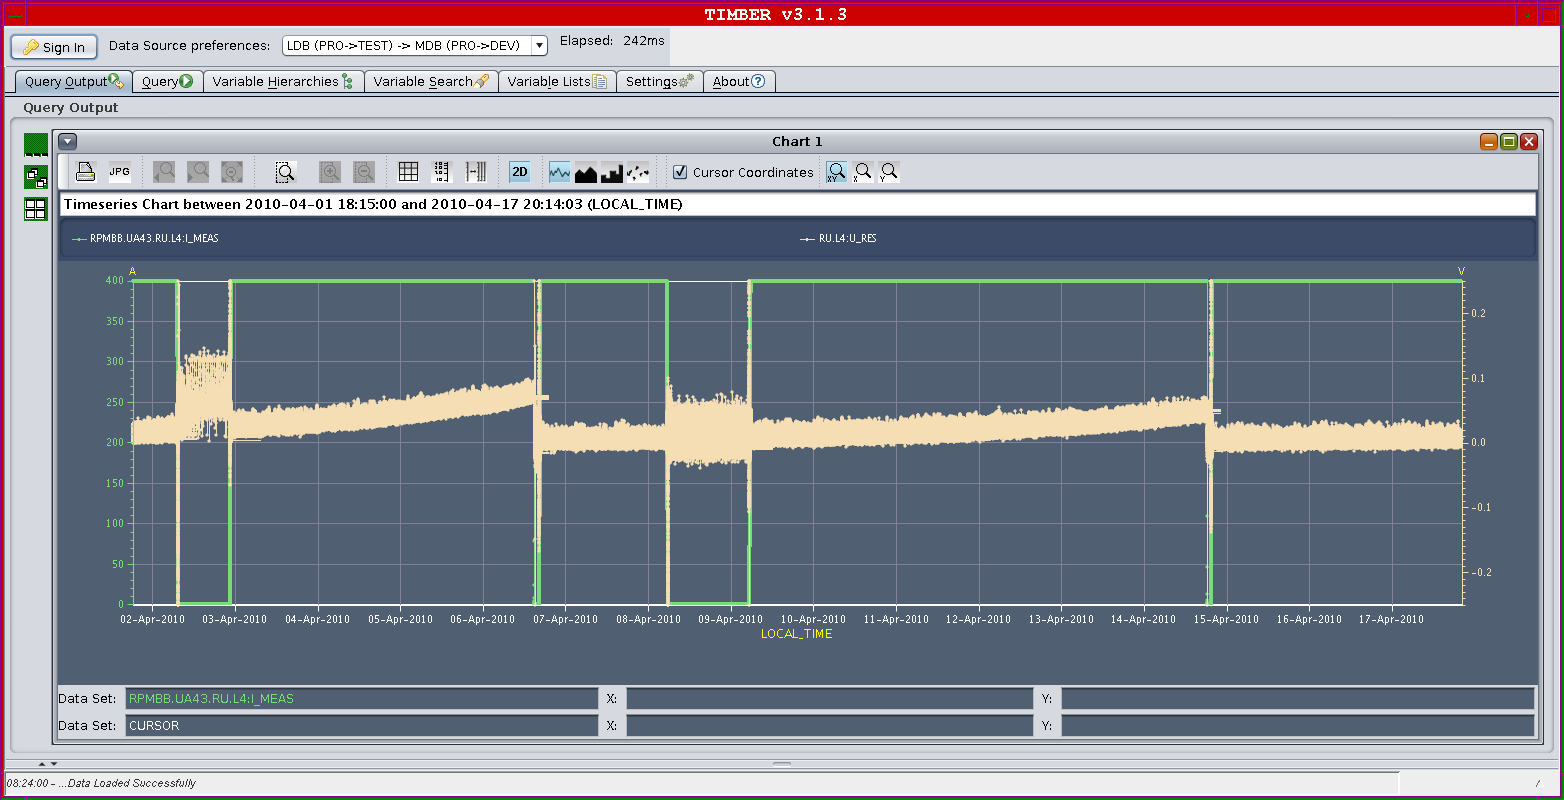 TIMBER v3.1.3
Sign In Data Source preferences: LDB (PRO->TEST) -> MDB (PRO->DEV) Elapsed: 242ms
Query Output Query Variable Hierarchies Variable Search Variable Lists Settings About
Query Output
Chart 1
JPG 2D Cursor Coordinates XY X Y
Timeseries Chart between 2010-04-01 18:15:00 and 2010-04-17 20:14:03 (LOCAL_TIME)
RPMBB.UA43.RU.L4:I_MEAS RU.L4:U_RES
A V
400
350
300
250
200
150
100
50
0
0.2
0.1
0.0
-0.1
-0.2
02-Apr-2010 03-Apr-2010 04-Apr-2010 05-Apr-2010 06-Apr-2010 07-Apr-2010 08-Apr-2010 09-Apr-2010 10-Apr-2010 11-Apr-2010 12-Apr-2010 13-Apr-2010 14-Apr-2010 15-Apr-2010 16-Apr-2010 17-Apr-2010
LOCAL_TIME
Data Set: RPMBB.UA43.RU.L4:I_MEAS X: Y:
Data Set: CURSOR X: Y:
08:24:00 - ...Data Loaded Successfully